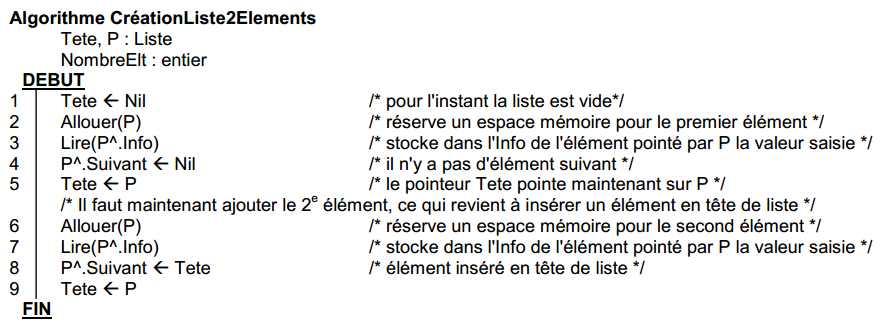 Algorithme CréationListe2Elements
Tete, P : Liste
NombreElt : entier
DEBUT
1 Tete ← Nil /* pour l'instant la liste est vide*/
2 Allouer(P) /* réserve un espace mémoire pour le premier élément */
3 Lire(P^.Info) /* stocke dans l'Info de l'élément pointé par P la valeur saisie */
4 P^.Suivant ← Nil /* il n'y a pas d'élément suivant */
5 Tete ← P /* le pointeur Tete pointe maintenant sur P */
/* Il faut maintenant ajouter le 2e élément, ce qui revient à insérer un élément en tête de liste */
6 Allouer(P) /* réserve un espace mémoire pour le second élément */
7 Lire(P^.Info) /* stocke dans l'Info de l'élément pointé par P la valeur saisie */
8 P^.Suivant ← Tete /* élément inséré en tête de liste */
9 Tete ← P
FIN